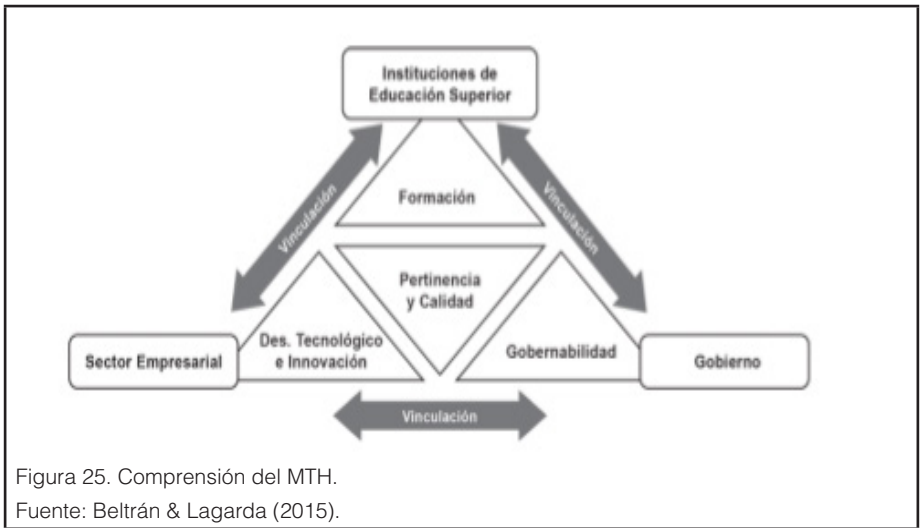 Instituciones de
Educación Superior
Vinculación
Vinculación
Formación
Pertinencia
y Calidad
Des. Tecnológico
e Innovación
Gobernabilidad
Sector Empresarial
Gobierno
Vinculación
Figura 25. Comprensión del MTH.
Fuente: Beltrán & Lagarda (2015).